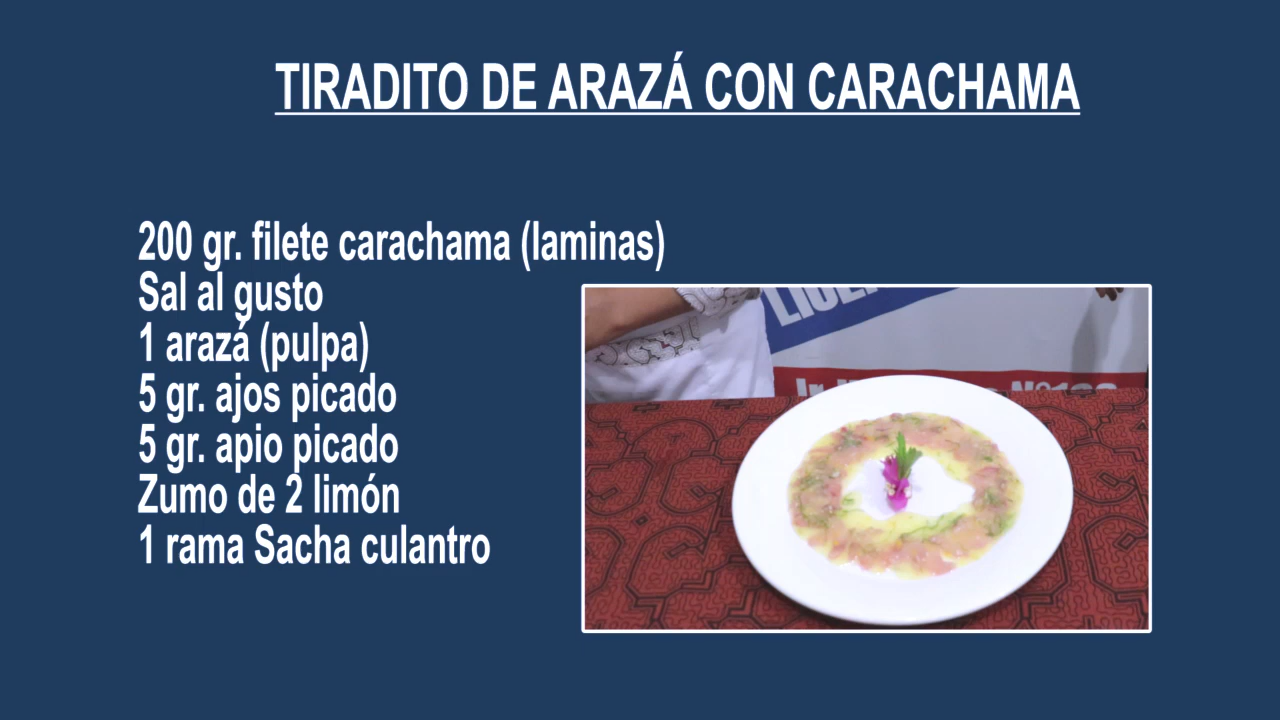 TIRADITO DE ARAZÁ CON CARACHAMA
200 gr. filete carachama (laminas)
Sal al gusto
1 arazá (pulpa)
5 gr. ajos picado
5 gr. apio picado
Zumo de 2 limón
1 rama Sacha culantro